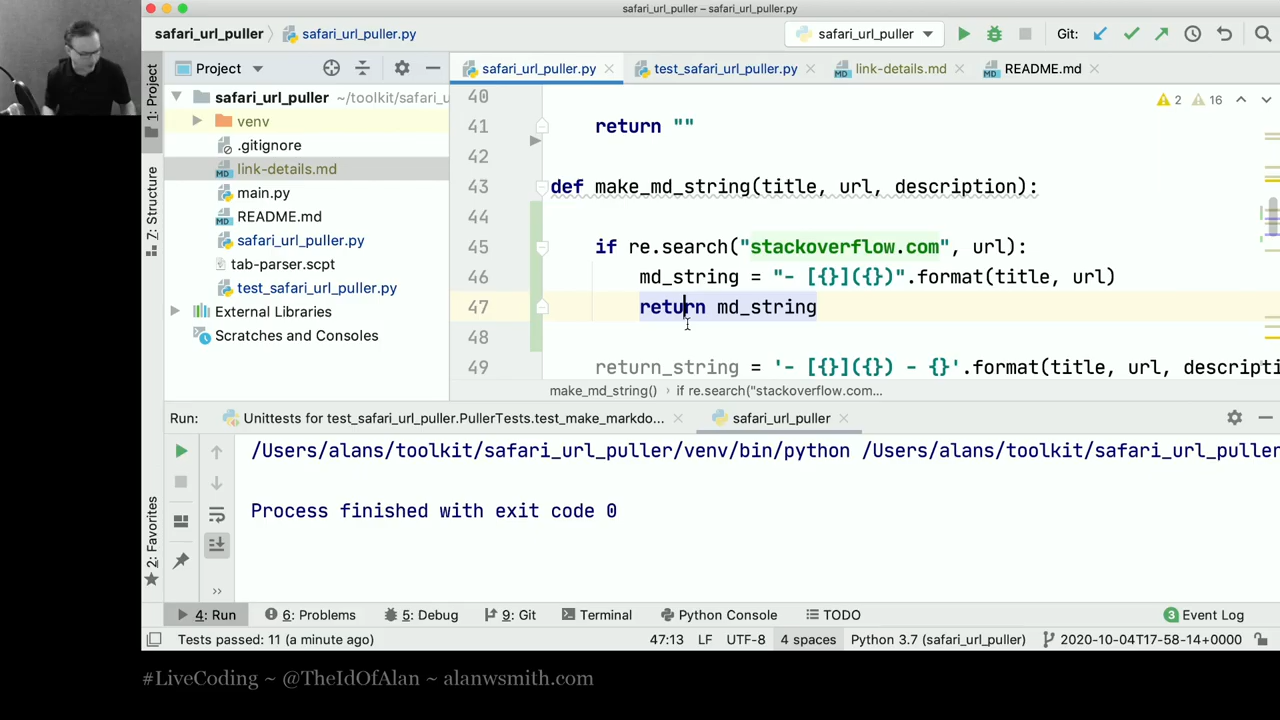 safari_url_puller – safari_url_puller.py
safari_url_puller safari_url_puller.py safari_url_puller Git:
1: Project
Z: Structure
2: Favorites
Project
safari_url_puller ~/toolkit/safari_u
venv
.gitignore
link-details.md
main.py
README.md
safari_url_puller.py
tab-parser.scpt
test_safari_url_puller.py
External Libraries
Scratches and Consoles
safari_url_puller.py test_safari_url_puller.py link-details.md README.md
2 16
40
41 return ""
42
43 def make_md_string(title, url, description):
44
45 if re.search("stackoverflow.com", url):
46 md_string = "- [{}]({})".format(title, url)
47 return md_string
48
49 return_string = '- [{}]({}) - {}'.format(title, url, descripti
make_md_string() › if re.search("stackoverflow.com…
Run: Unittests for test_safari_url_puller.PullerTests.test_make_markdo... safari_url_puller
/Users/alans/toolkit/safari_url_puller/venv/bin/python /Users/alans/toolkit/safari_url_puller
Process finished with exit code 0
4: Run 6: Problems 5: Debug 9: Git Terminal Python Console TODO 3 Event Log
Tests passed: 11 (a minute ago) 47:13 LF UTF-8 4 spaces Python 3.7 (safari_url_puller) 2020-10-04T17-58-14+0000
#LiveCoding ~ @TheIdOfAlan ~ alanwsmith.com